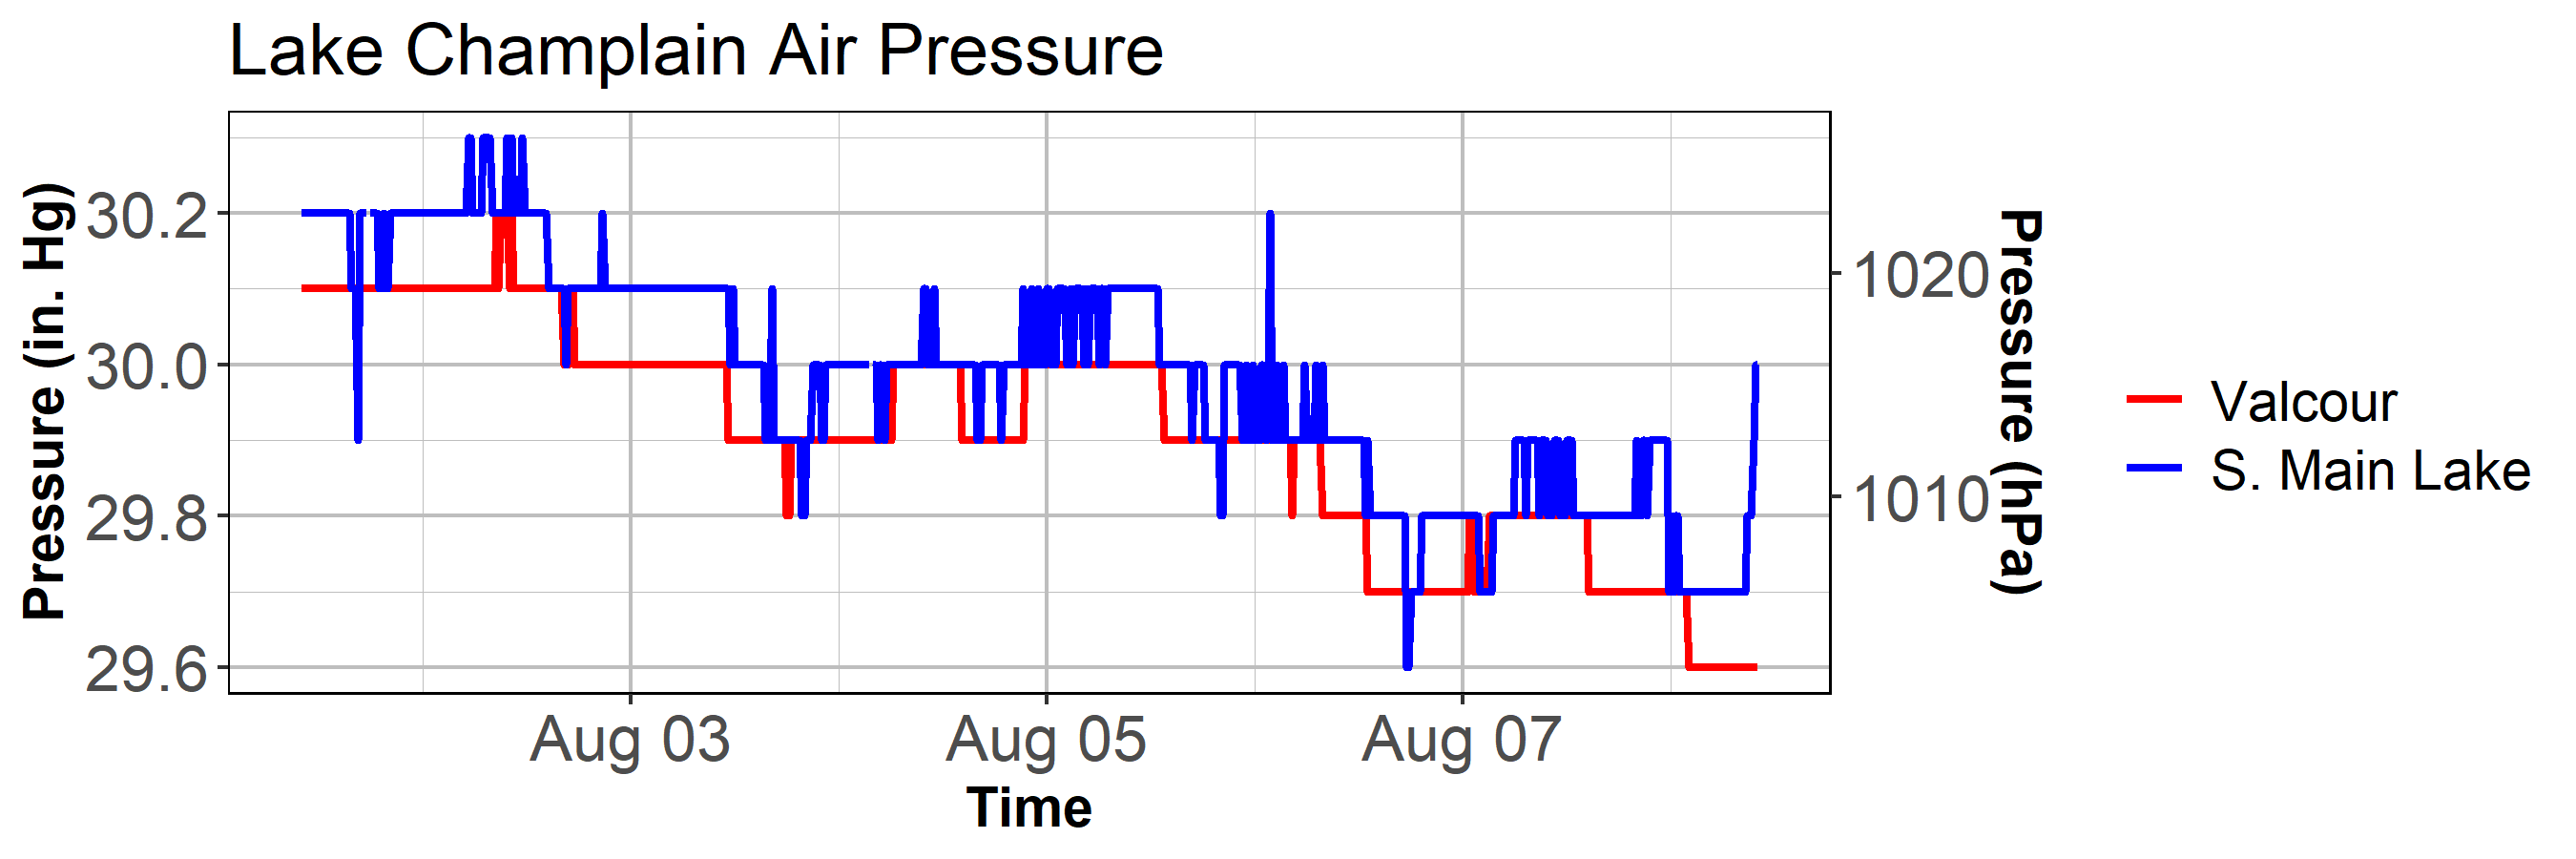 Lake Champlain Air Pressure
Pressure (in. Hg)
30.2
30.0
29.8
29.6
Aug 03
Aug 05
Aug 07
Time
1020
1010
Pressure (hPa)
Valcour
S. Main Lake